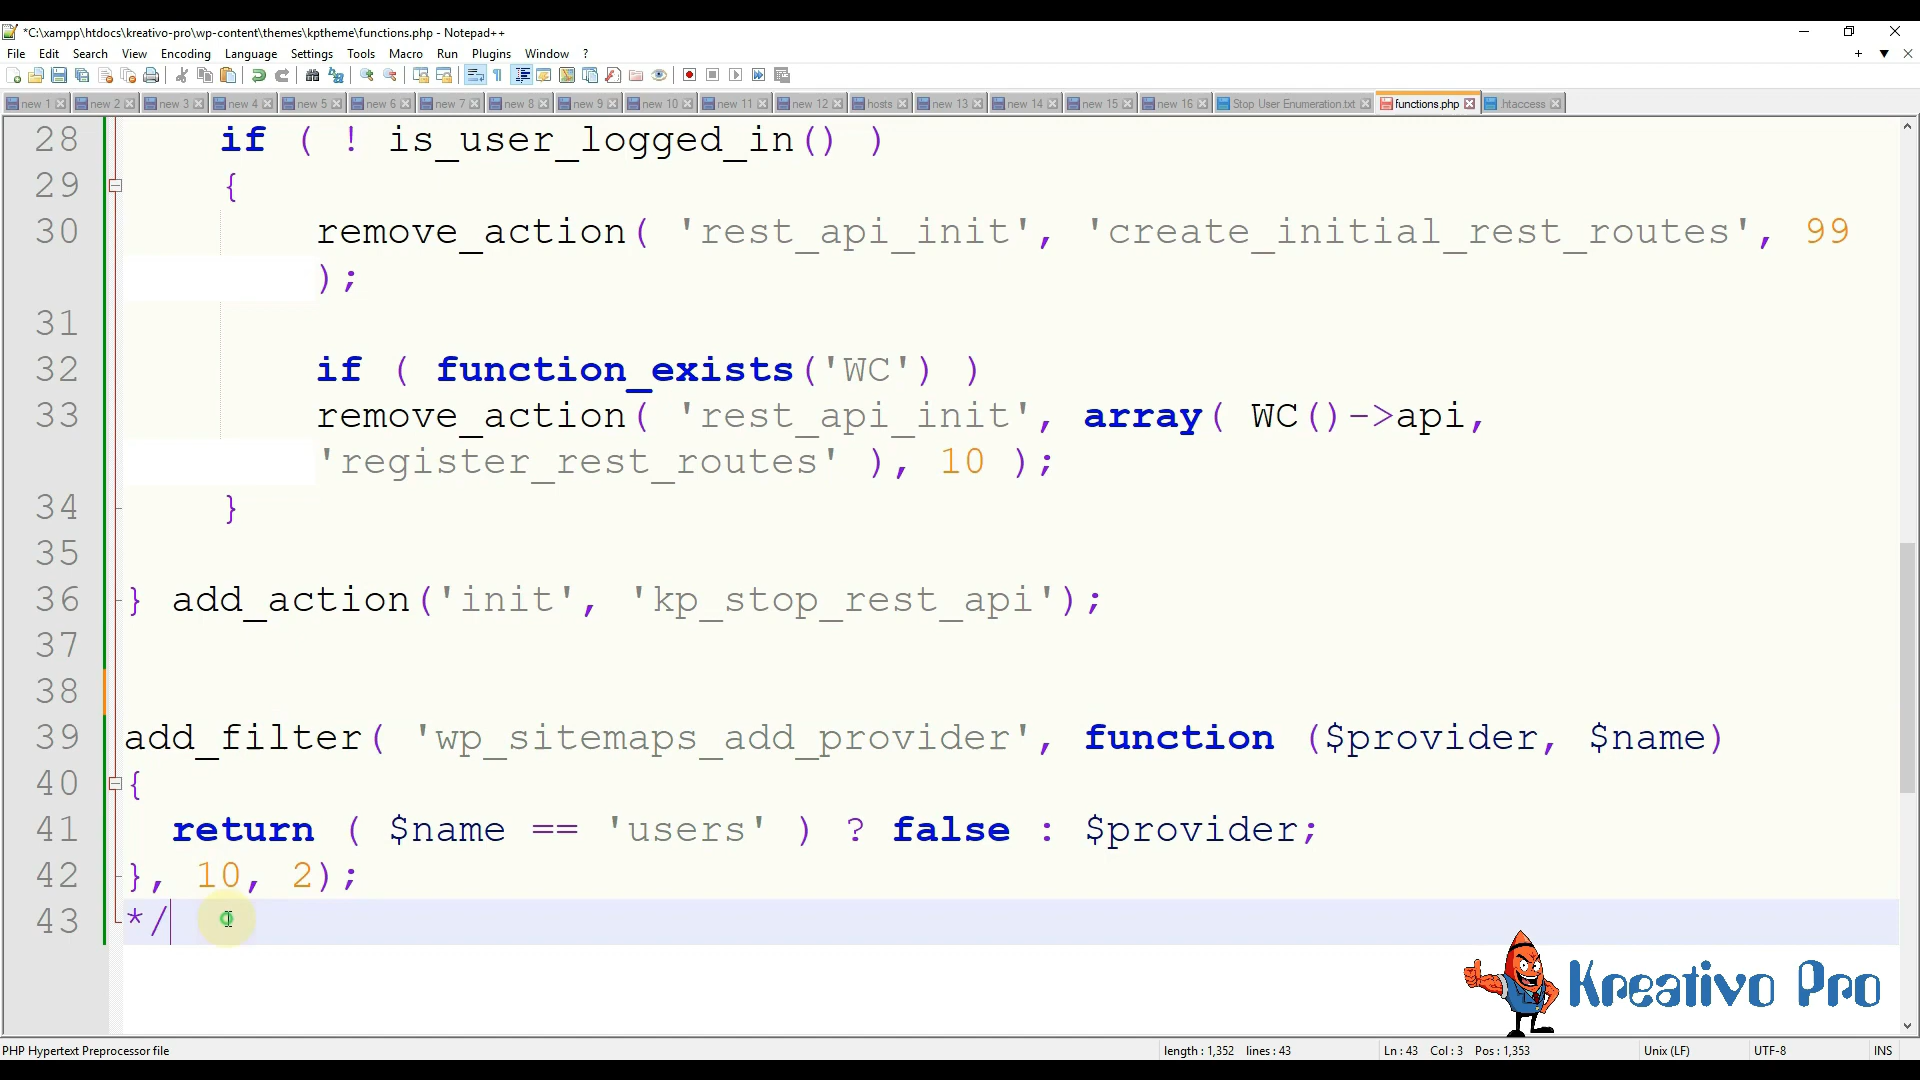 *C:\xampp\htdocs\kreativo-pro\wp-content\themes\kptheme\functions.php - Notepad++
File Edit Search View Encoding Language Settings Tools Macro Run Plugins Window ?
new 1 new 2 new 3 new 4 new 5 new 6 new 7 new 8 new 9 new 10 new 11 new 12 hosts new 13 new 14 new 15 new 16 Stop User Enumeration.txt functions.php .htaccess
28 if ( ! is_user_logged_in() )
29 {
30 remove_action( 'rest_api_init', 'create_initial_rest_routes', 99
);
31
32 if ( function_exists('WC') )
33 remove_action( 'rest_api_init', array( WC()->api,
'register_rest_routes' ), 10 );
34 }
35
36 } add_action('init', 'kp_stop_rest_api');
37
38
39 add_filter( 'wp_sitemaps_add_provider', function ($provider, $name)
40 {
41 return ( $name == 'users' ) ? false : $provider;
42 }, 10, 2);
43 */
Kreativo Pro
PHP Hypertext Preprocessor file length : 1,352 lines : 43 Ln : 43 Col : 3 Pos : 1,353 Unix (LF) UTF-8 INS